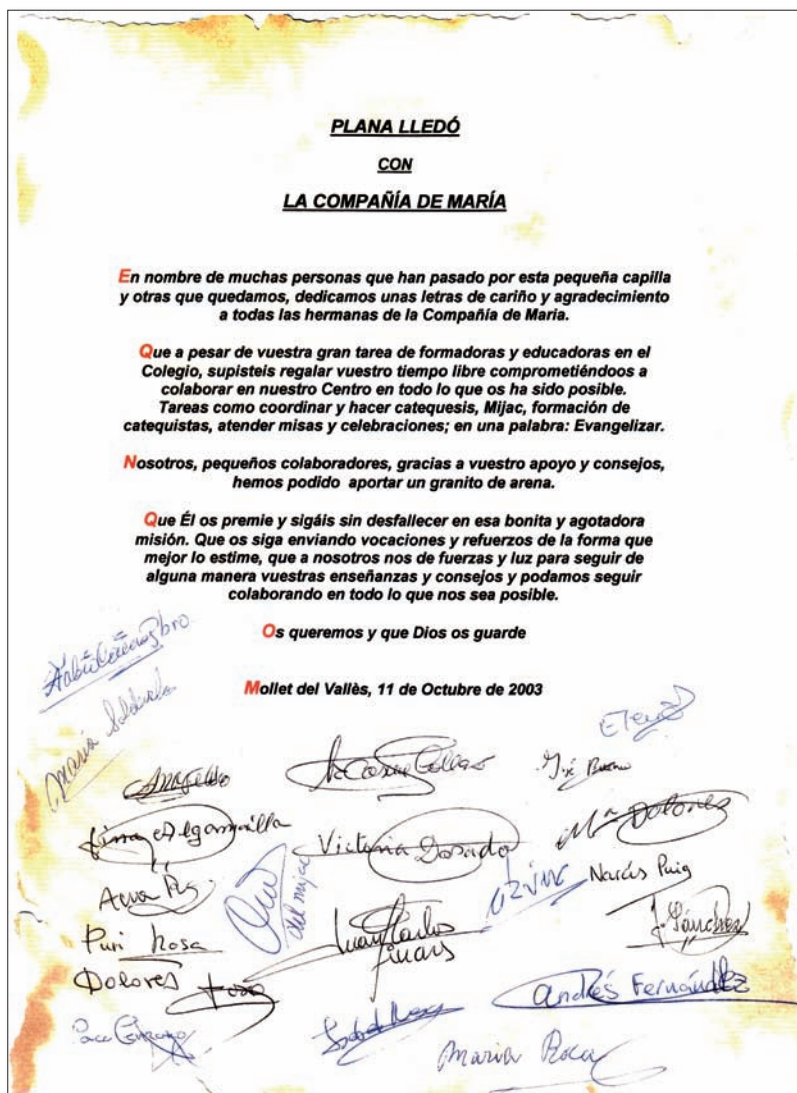 PLANA LLEDÓ
CON
LA COMPAÑÍA DE MARÍA
En nombre de muchas personas que han pasado por esta pequeña capilla
y otras que quedamos, dedicamos unas letras de cariño y agradecimiento
a todas las hermanas de la Compañía de Maria.
Que a pesar de vuestra gran tarea de formadoras y educadoras en el
Colegio, supisteis regalar vuestro tiempo libre comprometiéndoos a
colaborar en nuestro Centro en todo lo que os ha sido posible.
Tareas como coordinar y hacer catequesis, Mijac, formación de
catequistas, atender misas y celebraciones; en una palabra: Evangelizar.
Nosotros, pequeños colaboradores, gracias a vuestro apoyo y consejos,
hemos podido aportar un granito de arena.
Que Él os premie y sigáis sin desfallecer en esa bonita y agotadora
misión. Que os siga enviando vocaciones y refuerzos de la forma que
mejor lo estime, que a nosotros nos de fuerzas y luz para seguir de
alguna manera vuestras enseñanzas y consejos y podamos seguir
colaborando en todo lo que nos sea posible.
Os queremos y que Dios os guarde
Mollet del Vallès, 11 de Octubre de 2003
María
José
Mª Dolores
Victoria Dorado
Narcís Puig
del mijac
J. Sánchez
Juan Carlos
Puri Rosa
Dolores
Andrés Fernández
Isabel
Maria Roca